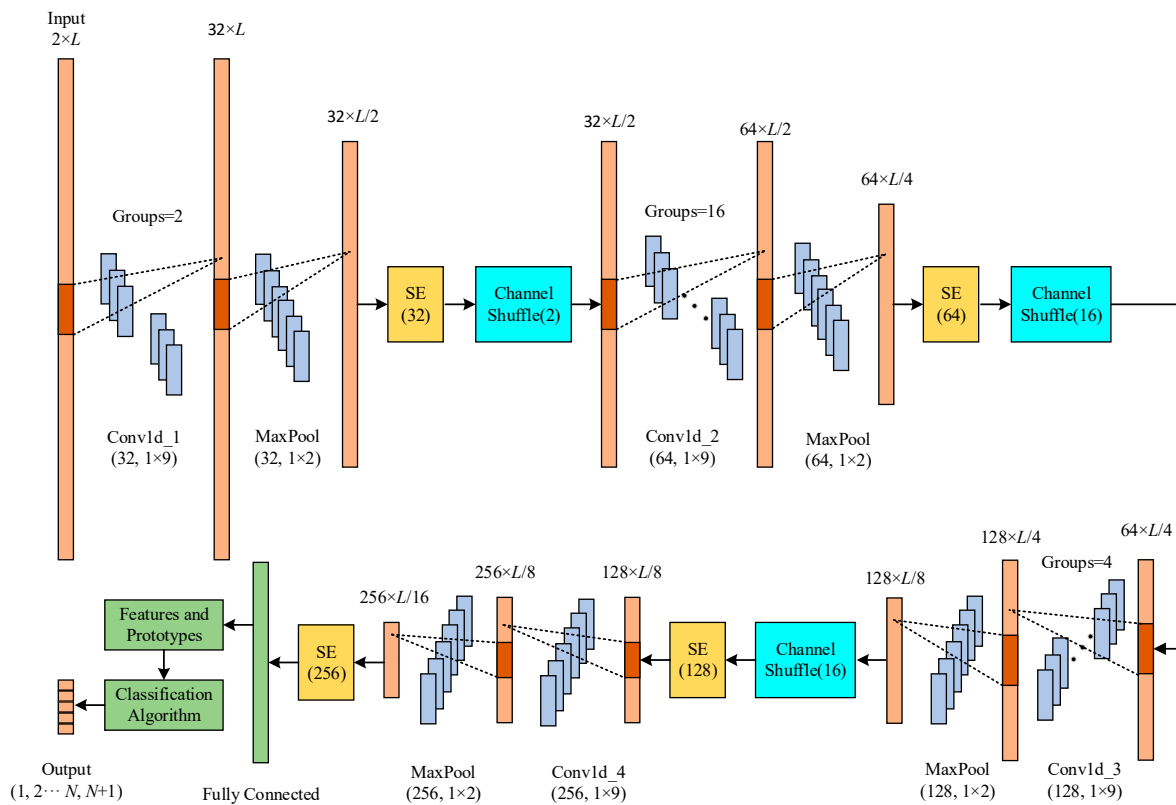 Input
2×L
32×L
32×L/2
32×L/2
64×L/2
64×L/4
Groups=2
Groups=16
SE
(32)
Channel
Shuffle(2)
SE
(64)
Channel
Shuffle(16)
Conv1d_1
(32, 1×9)
MaxPool
(32, 1×2)
Conv1d_2
(64, 1×9)
MaxPool
(64, 1×2)
64×L/4
128×L/4
Groups=4
128×L/8
Channel
Shuffle(16)
SE
(128)
128×L/8
256×L/8
256×L/16
SE
(256)
Features and
Prototypes
Classification
Algorithm
Conv1d_3
(128, 1×9)
MaxPool
(128, 1×2)
Conv1d_4
(256, 1×9)
MaxPool
(256, 1×2)
Fully Connected
Output
(1, 2··· N, N+1)